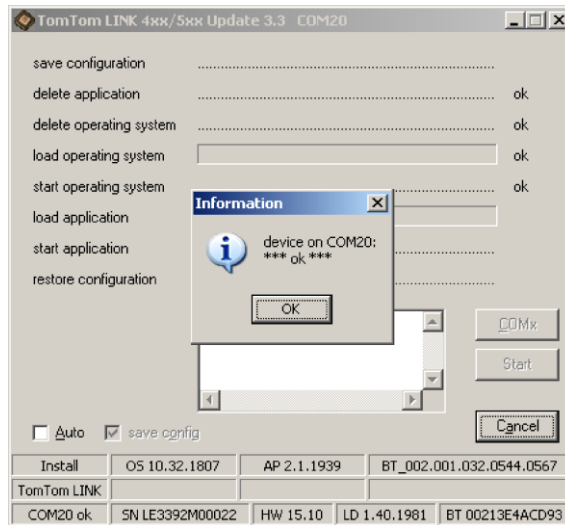 TomTom LINK 4xx/5xx Update 3.3 COM20
save configuration ............................................................
delete application ............................................................ ok
delete operating system ............................................................ ok
load operating system ok
start operating system ............................................................ ok
Information
load application
device on COM20:
*** ok ***
start application
restore configuration
OK
COMx
Start
Cancel
Auto save config
Install OS 10.32.1807 AP 2.1.1939 BT_002.001.032.0544.0567
TomTom LINK
COM20 ok SN LE3392M00022 HW 15.10 LD 1.40.1981 BT 00213E4ACD93